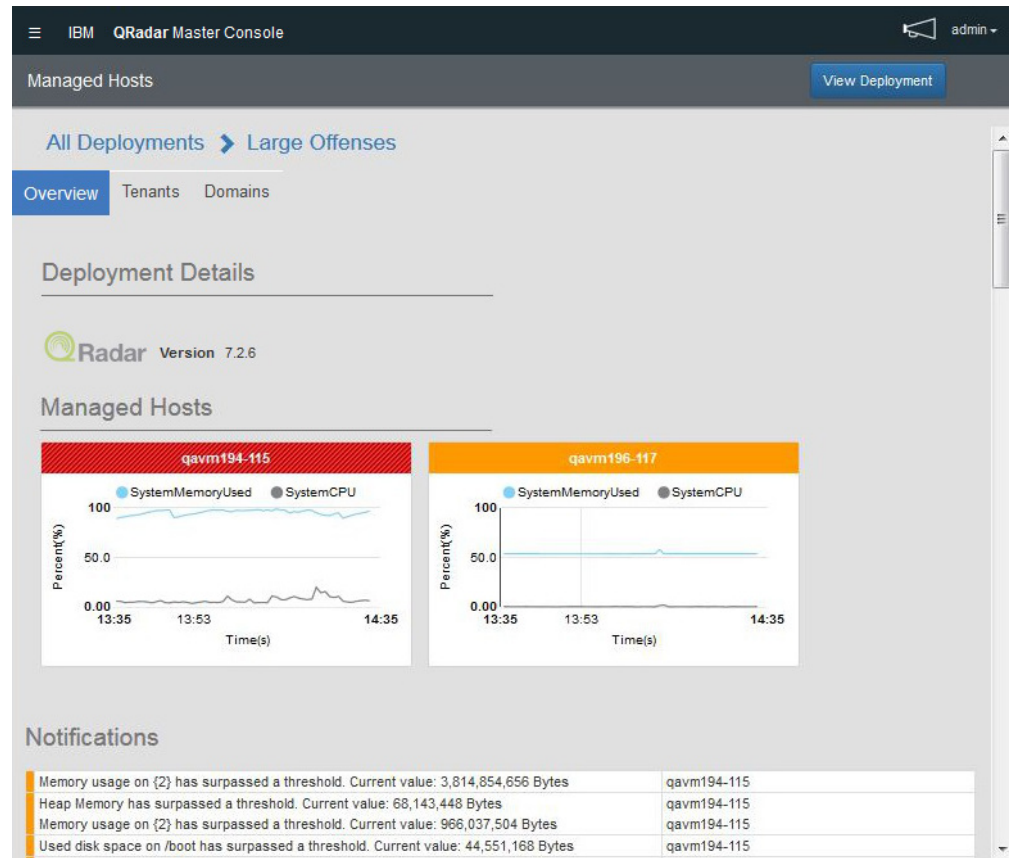 ☰ IBM QRadar Master Console admin
Managed Hosts View Deployment
All Deployments Large Offenses
Overview Tenants Domains
Deployment Details
QRadar Version 7.2.6
Managed Hosts
qavm194-115
SystemMemoryUsed SystemCPU
100
50.0
0.00
Percent(%)
13:35 13:53 14:35
Time(s)
qavm196-117
SystemMemoryUsed SystemCPU
100
50.0
0.00
Percent(%)
13:35 13:53 14:35
Time(s)
Notifications
Memory usage on {2} has surpassed a threshold. Current value: 3,814,854,656 Bytes qavm194-115
Heap Memory has surpassed a threshold. Current value: 68,143,448 Bytes qavm194-115
Memory usage on {2} has surpassed a threshold. Current value: 966,037,504 Bytes qavm194-115
Used disk space on /boot has surpassed a threshold. Current value: 44,551,168 Bytes qavm194-115